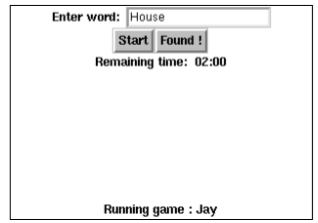 Enter word: House
Start Found !
Remaining time: 02:00
Running game : Jay